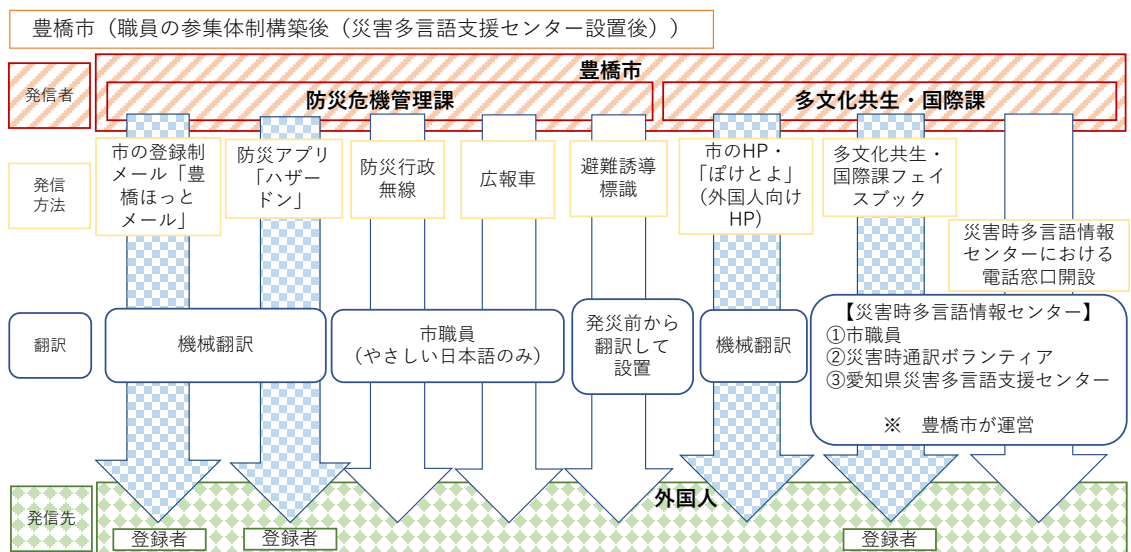 豊橋市（職員の参集体制構築後（災害多言語支援センター設置後））
発信者
豊橋市
防災危機管理課
多文化共生・国際課
発信
方法
市の登録制
メール「豊
橋ほっと
メール」
防災アプリ
「ハザー
ドン」
防災行政
無線
広報車
避難誘導
標識
市のHP・
「ぽけとよ」
（外国人向け
HP）
多文化共生・
国際課フェイ
スブック
災害時多言語情報
センターにおける
電話窓口開設
翻訳
機械翻訳
市職員
（やさしい日本語のみ）
発災前から
翻訳して
設置
機械翻訳
【災害時多言語情報センター】
①市職員
②災害時通訳ボランティア
③愛知県災害多言語支援センター
※　豊橋市が運営
発信先
外国人
登録者
登録者
登録者